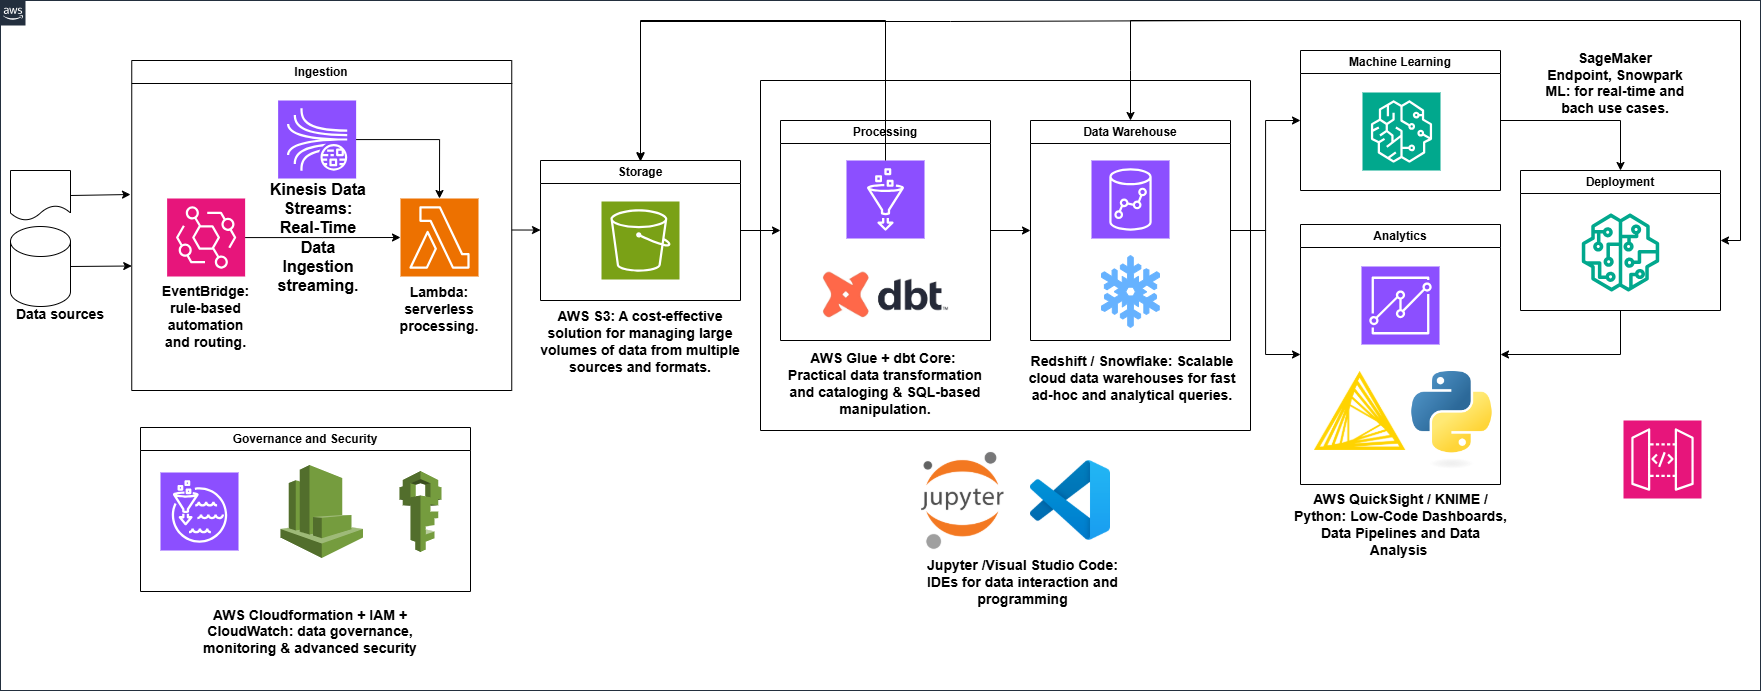 aws
Ingestion
Kinesis Data
Streams:
Real-Time
Data
Ingestion
streaming.
EventBridge:
rule-based
automation
and routing.
Lambda:
serverless
processing.
Data sources
Storage
AWS S3: A cost-effective
solution for managing large
volumes of data from multiple
sources and formats.
Processing
dbt
AWS Glue + dbt Core:
Practical data transformation
and cataloging & SQL-based
manipulation.
Data Warehouse
Redshift / Snowflake: Scalable
cloud data warehouses for fast
ad-hoc and analytical queries.
Machine Learning
SageMaker
Endpoint, Snowpark
ML: for real-time and
bach use cases.
Deployment
Analytics
AWS QuickSight / KNIME /
Python: Low-Code Dashboards,
Data Pipelines and Data
Analysis
</>
Governance and Security
AWS Cloudformation + IAM +
CloudWatch: data governance,
monitoring & advanced security
jupyter
Jupyter /Visual Studio Code:
IDEs for data interaction and
programming